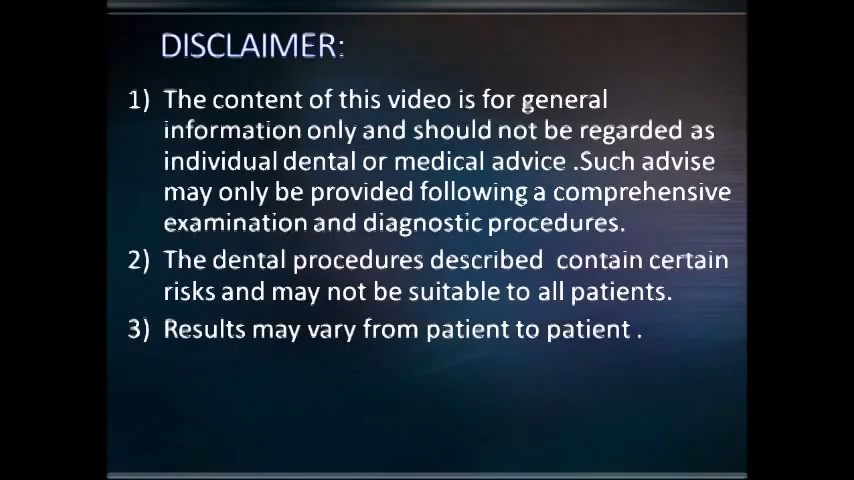 DISCLAIMER:
1) The content of this video is for general
information only and should not be regarded as
individual dental or medical advice .Such advise
may only be provided following a comprehensive
examination and diagnostic procedures.
2) The dental procedures described contain certain
risks and may not be suitable to all patients.
3) Results may vary from patient to patient .